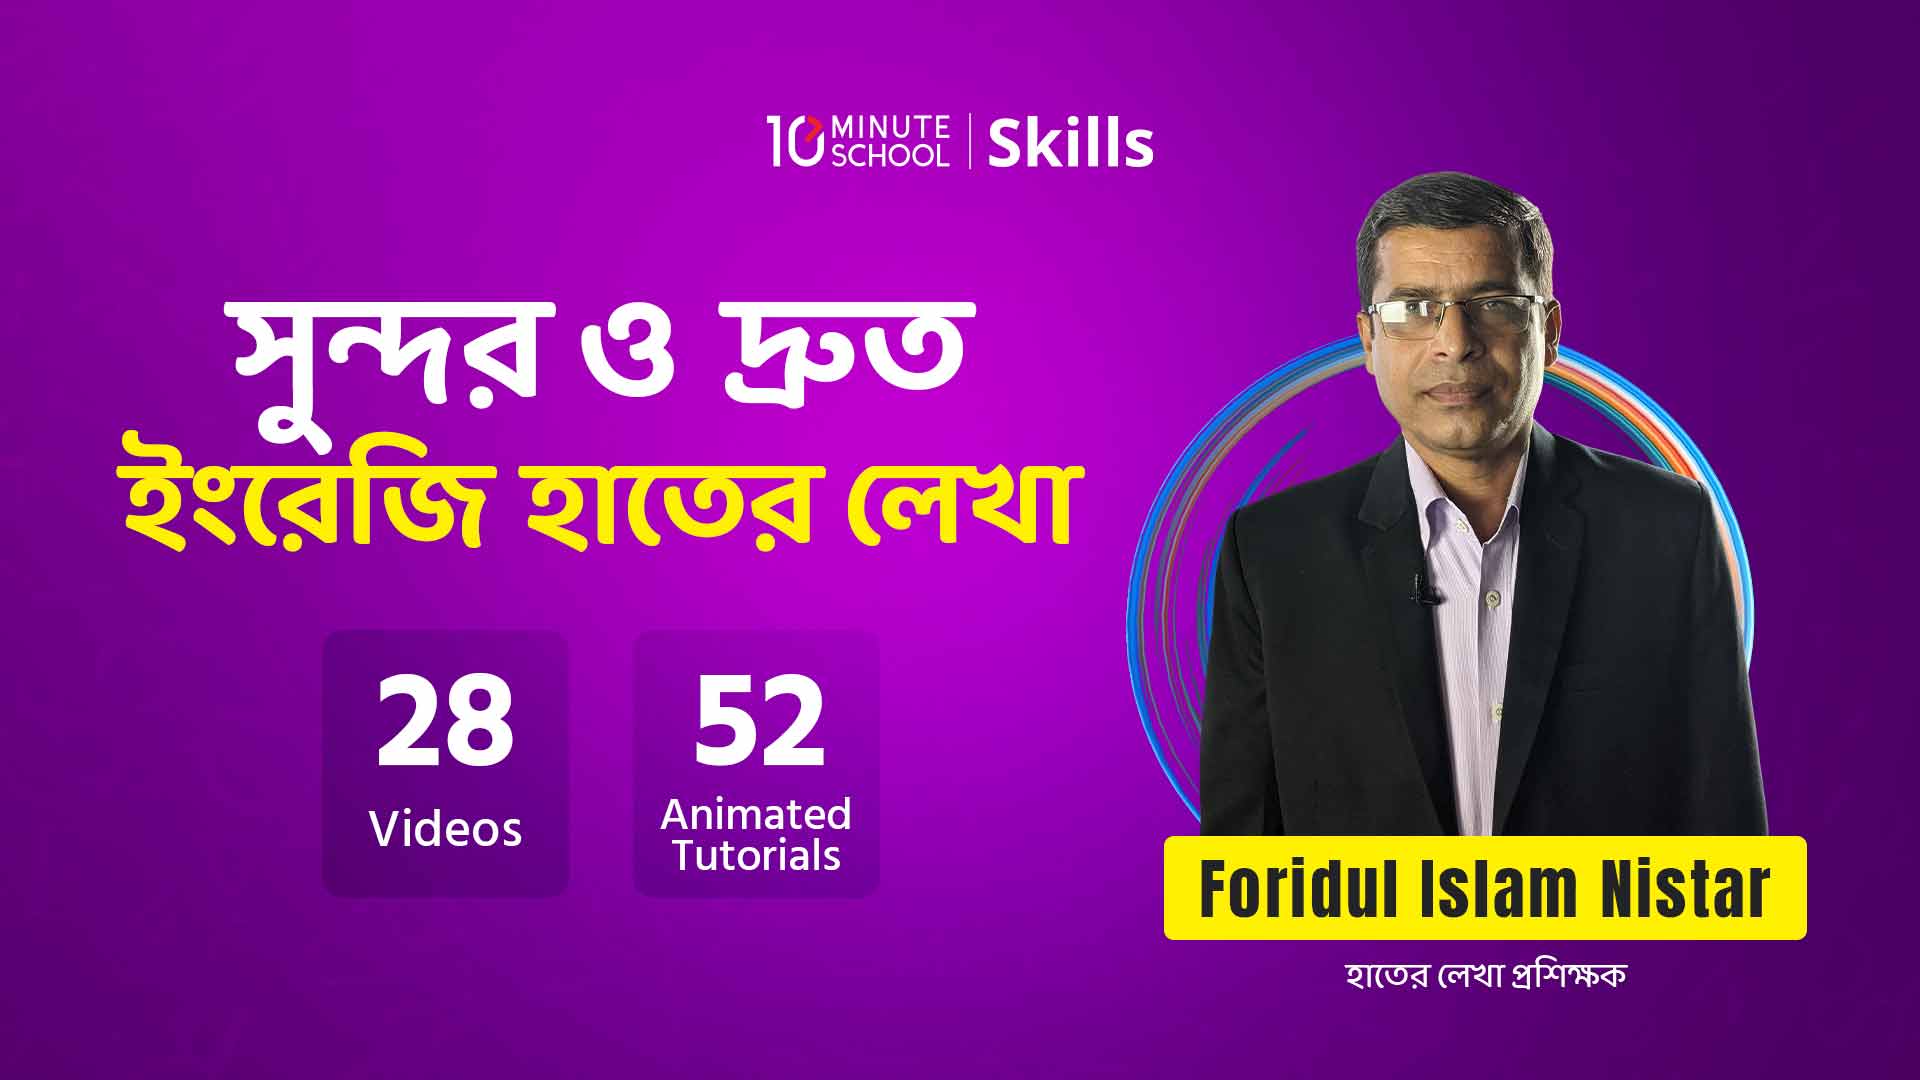 10 MINUTE SCHOOL | Skills
সুন্দর ও দ্রুত
ইংরেজি হাতের লেখা
28
Videos
52
Animated
Tutorials
Foridul Islam Nistar
হাতের লেখা প্রশিক্ষক